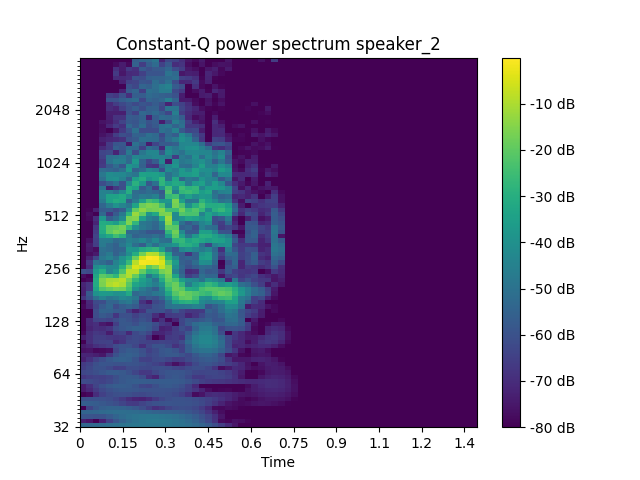 Constant-Q power spectrum speaker_2
Hz
2048
1024
512
256
128
64
32
0 0.15 0.3 0.45 0.6 0.75 0.9 1.1 1.2 1.4
Time
-10 dB
-20 dB
-30 dB
-40 dB
-50 dB
-60 dB
-70 dB
-80 dB